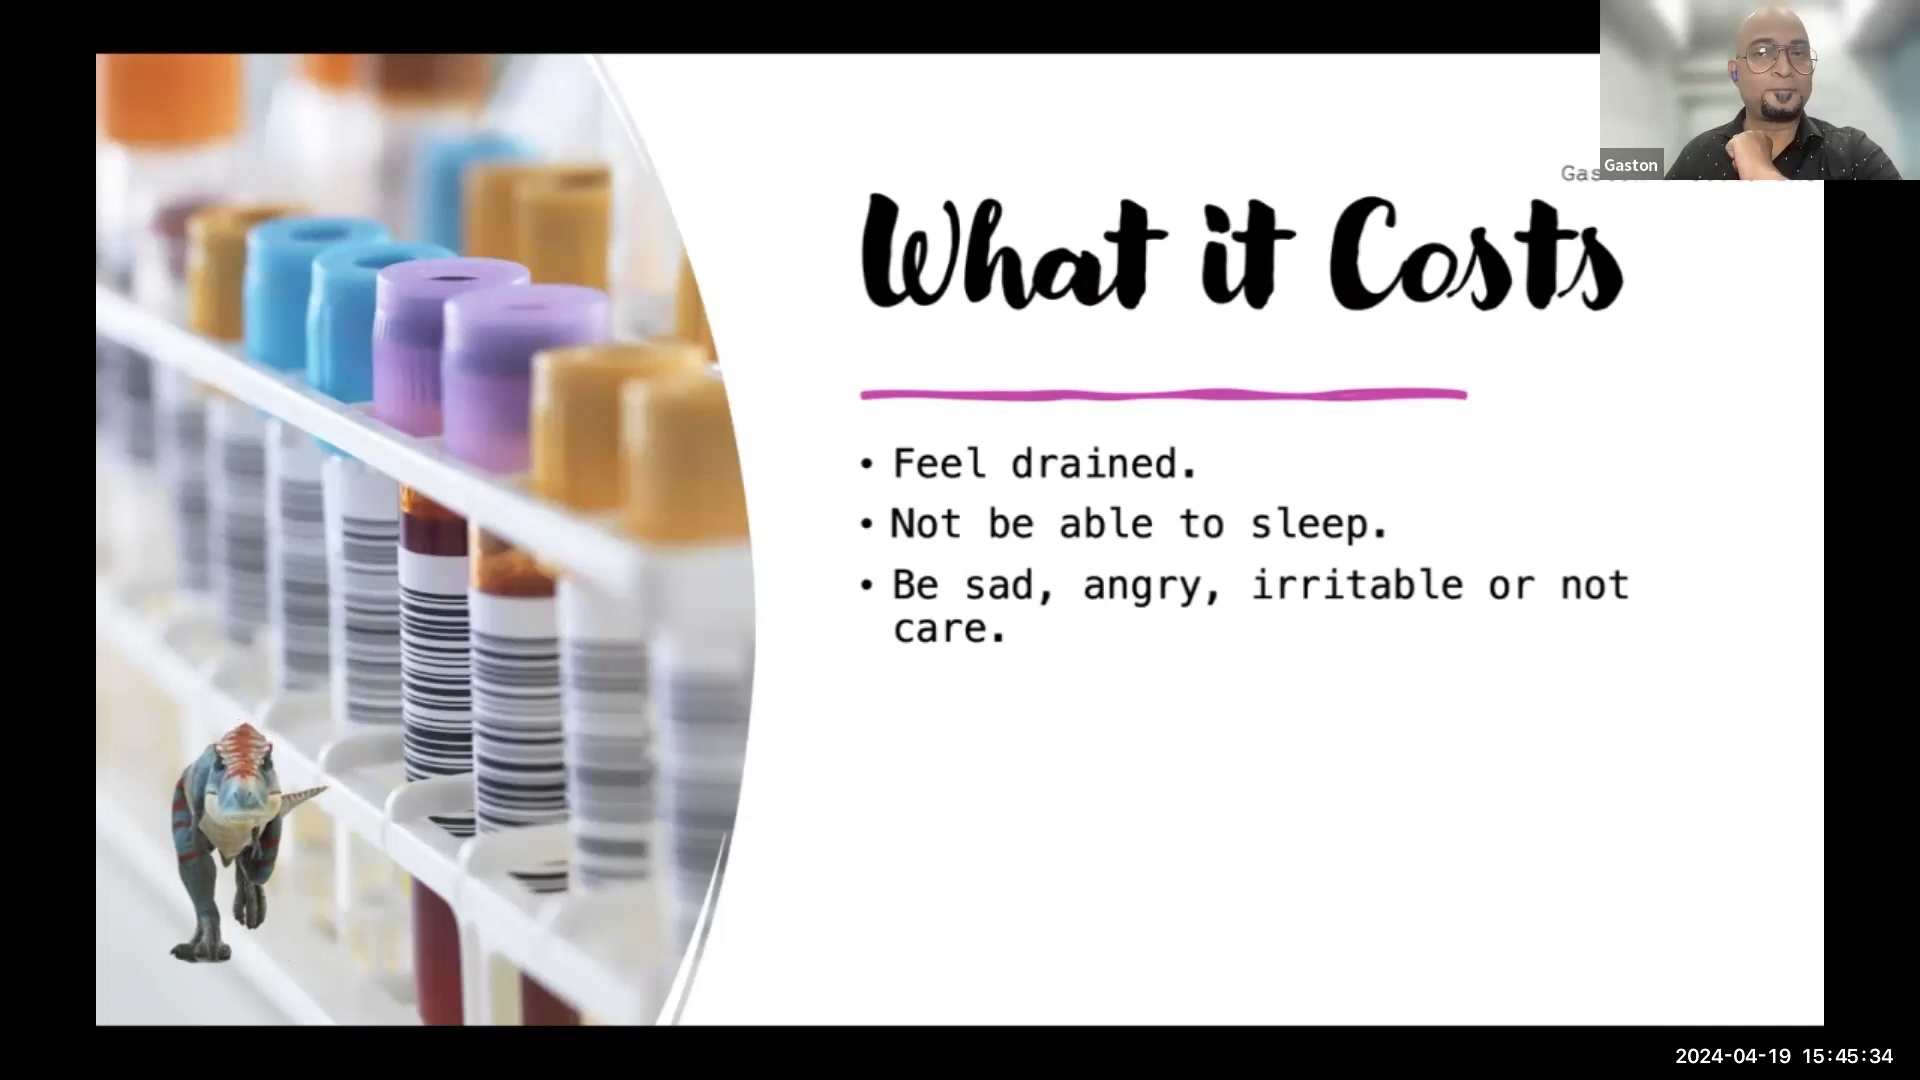 Gaston
What it Costs
• Feel drained.
• Not be able to sleep.
• Be sad, angry, irritable or not
care.
2024-04-19 15:45:34